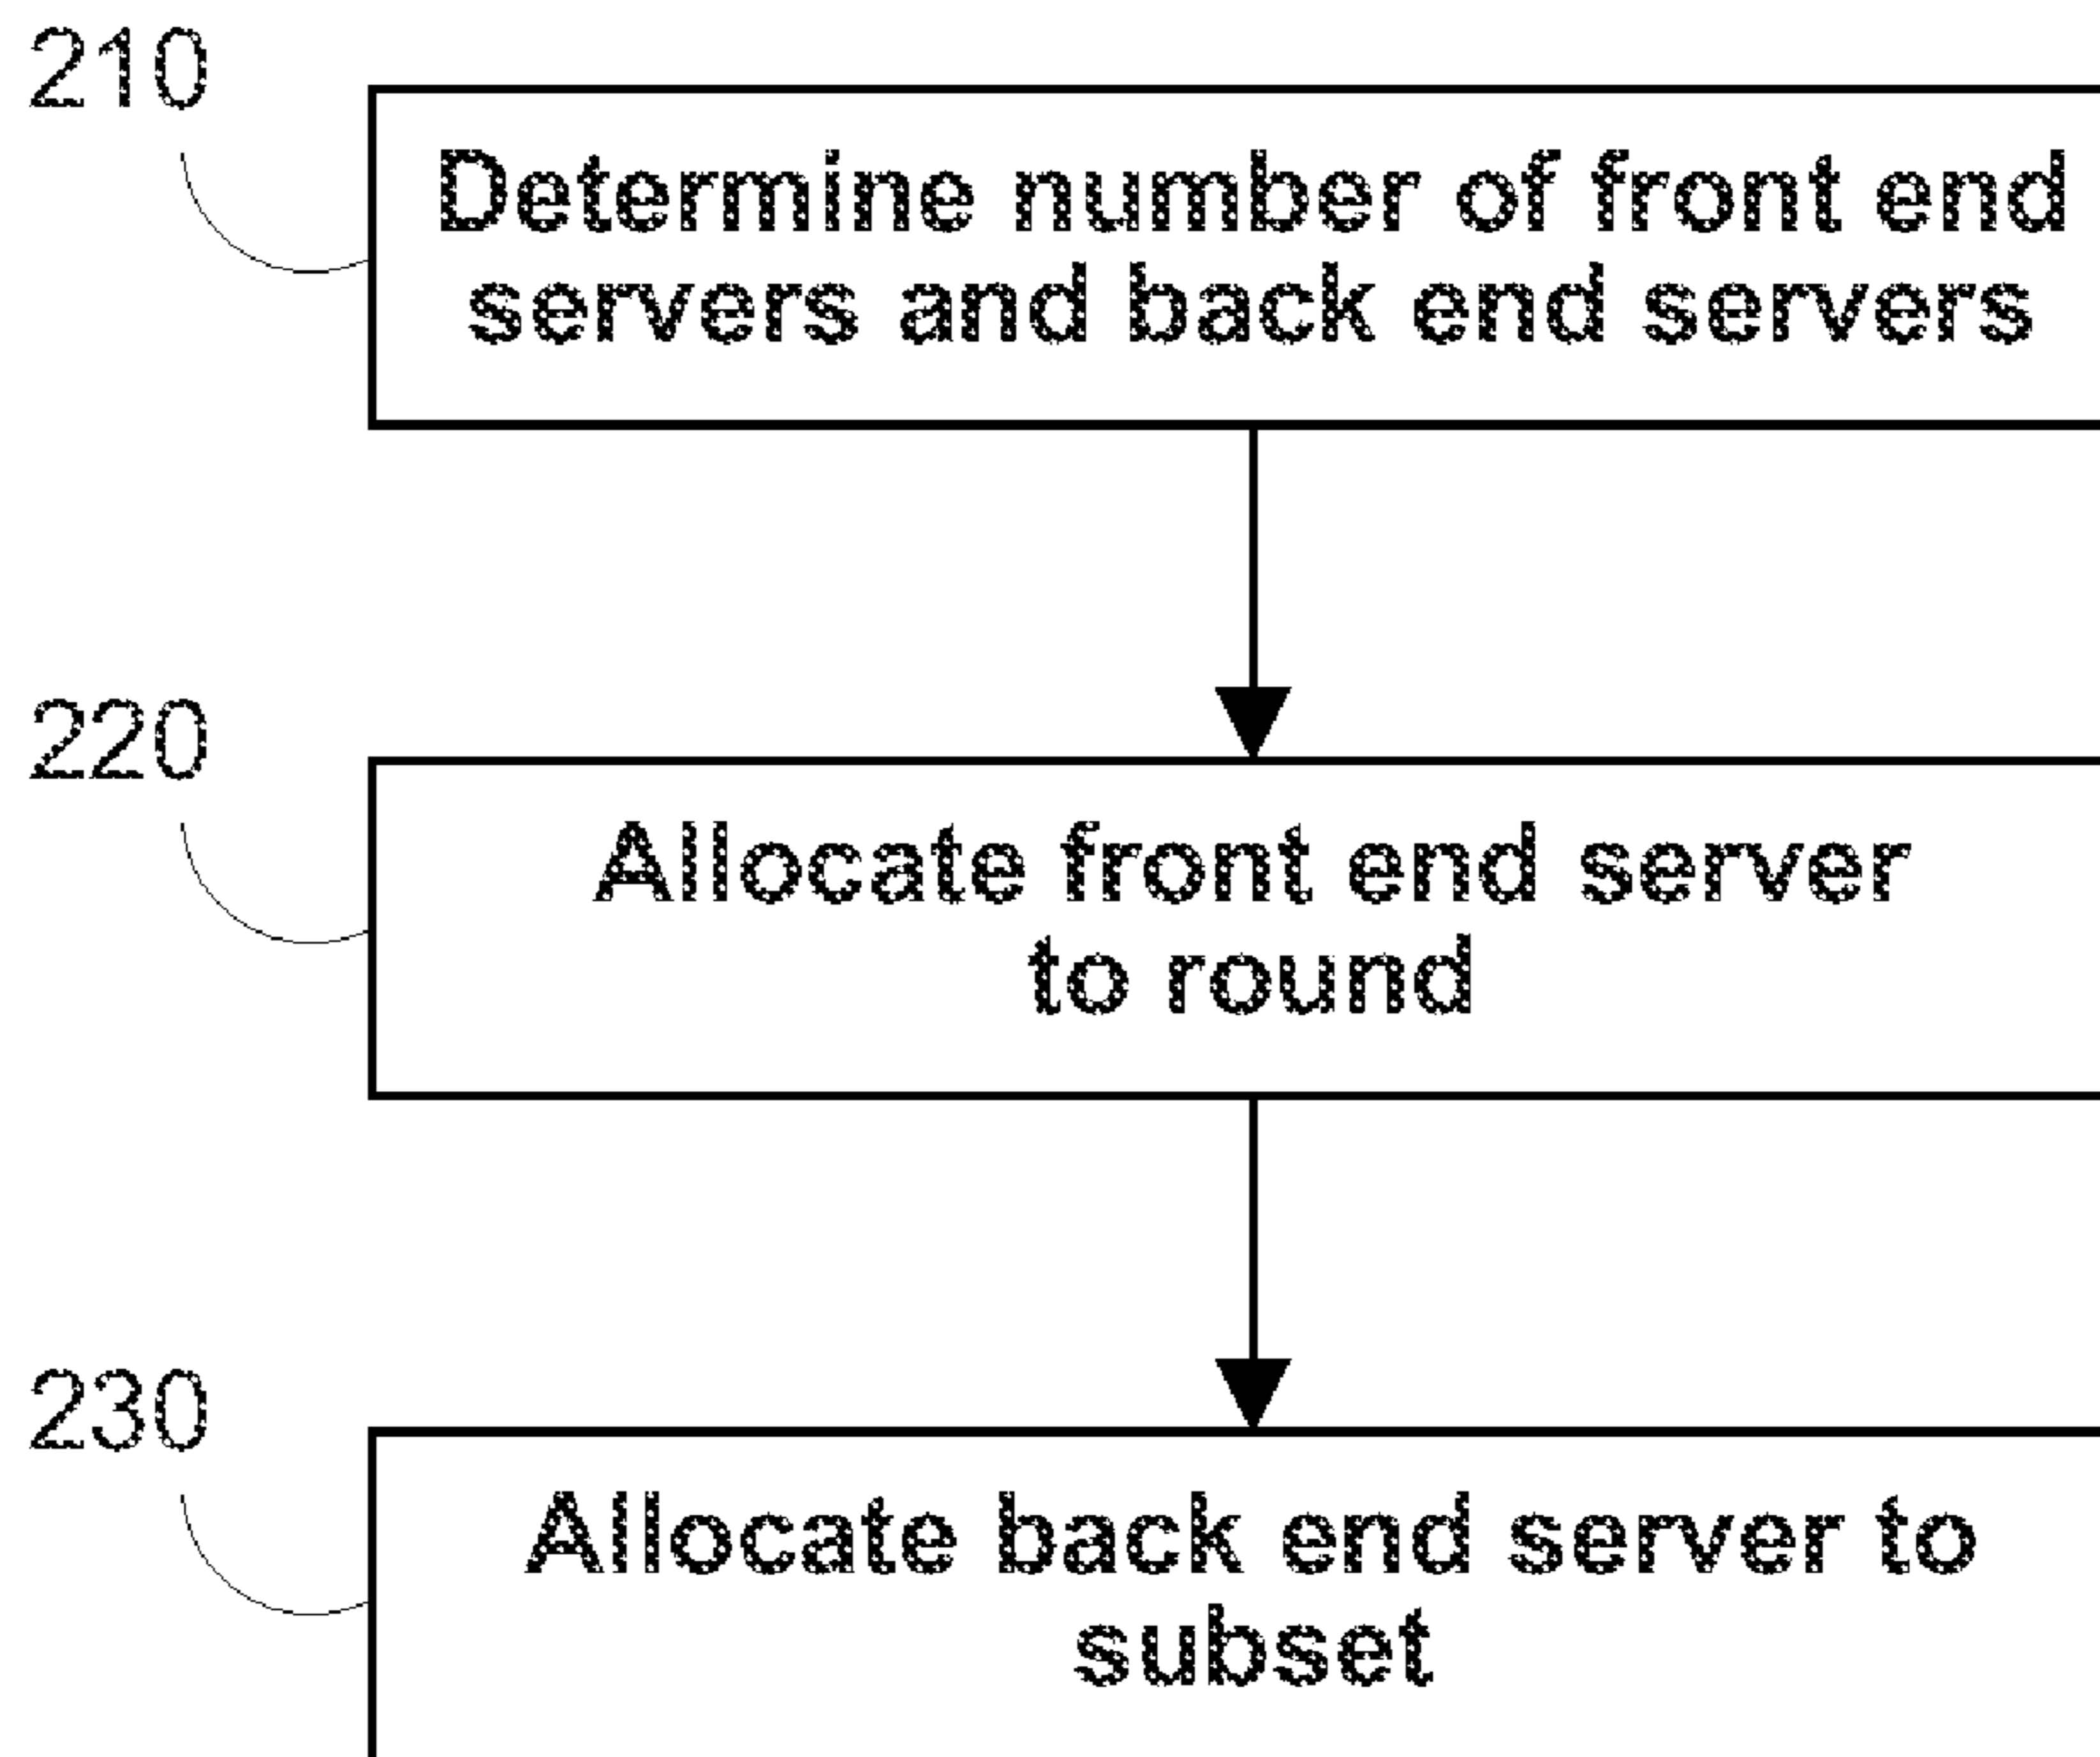 210
Determine number of front end
servers and back end servers
220
Allocate front end server
to round
230
Allocate back end server to
subset